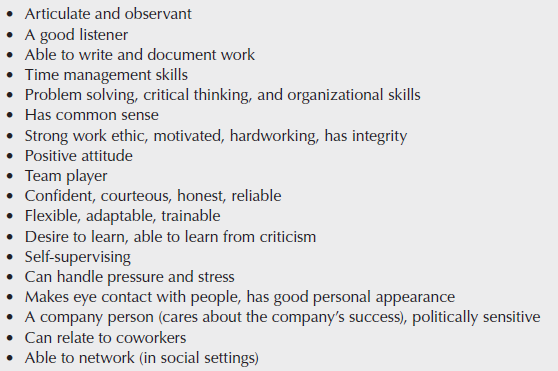 • Articulate and observant
• A good listener
• Able to write and document work
• Time management skills
• Problem solving, critical thinking, and organizational skills
• Has common sense
• Strong work ethic, motivated, hardworking, has integrity
• Positive attitude
• Team player
• Confident, courteous, honest, reliable
• Flexible, adaptable, trainable
• Desire to learn, able to learn from criticism
• Self-supervising
• Can handle pressure and stress
• Makes eye contact with people, has good personal appearance
• A company person (cares about the company’s success), politically sensitive
• Can relate to coworkers
• Able to network (in social settings)